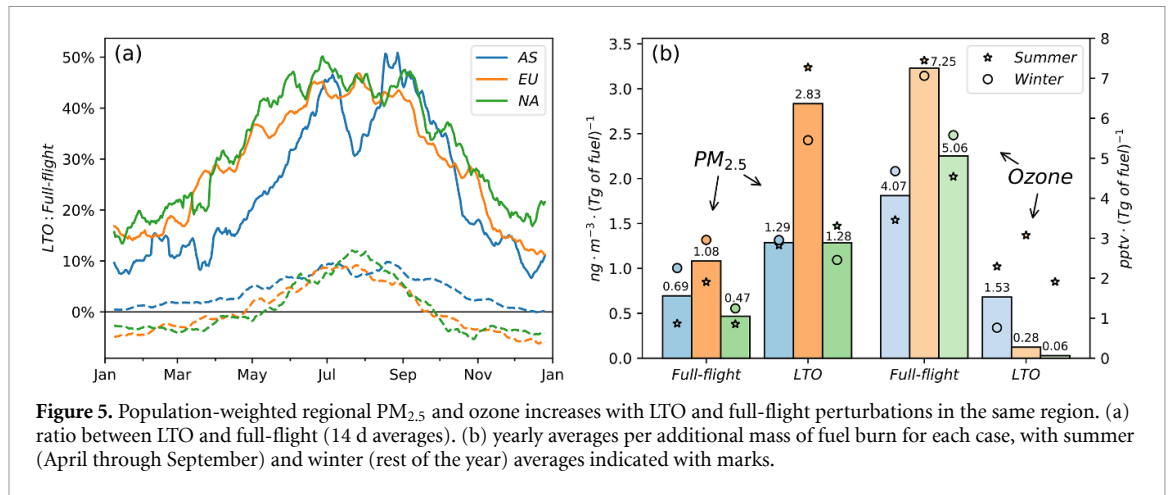 (a)
AS
EU
NA
LTO : Full-flight
50%
40%
30%
20%
10%
0%
Jan
Mar
May
Jul
Sep
Nov
Jan
(b)
Summer
Winter
ng · m⁻³ · (Tg of fuel)⁻¹
3.5
3.0
2.5
2.0
1.5
1.0
0.5
0.0
PM₂.₅
Ozone
0.69
1.08
0.47
1.29
2.83
1.28
4.07
7.25
5.06
1.53
0.28
0.06
Full-flight
LTO
Full-flight
LTO
8
7
6
5
4
3
2
1
0
pptv · (Tg of fuel)⁻¹
Figure 5. Population-weighted regional PM₂.₅ and ozone increases with LTO and full-flight perturbations in the same region. (a)
ratio between LTO and full-flight (14 d averages). (b) yearly averages per additional mass of fuel burn for each case, with summer
(April through September) and winter (rest of the year) averages indicated with marks.